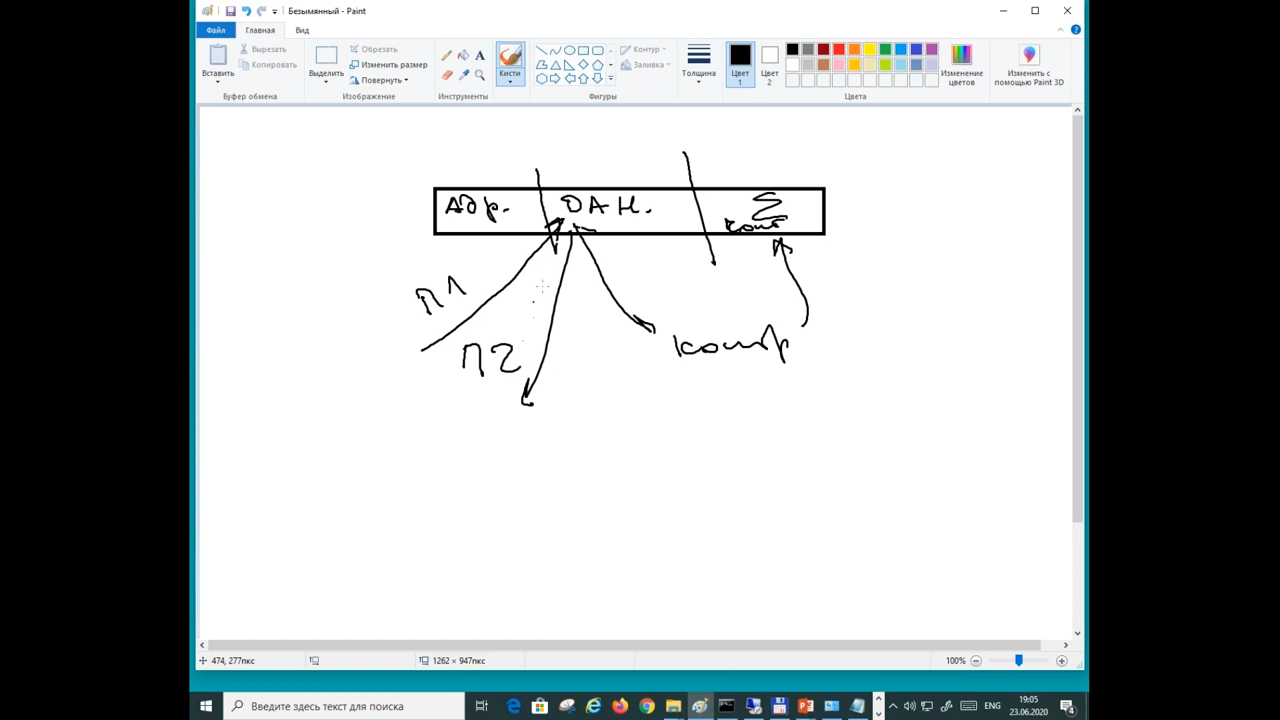 Безымянный - Paint
Файл Главная Вид
Вставить
Вырезать
Копировать
Буфер обмена
Выделить
Обрезать
Изменить размер
Повернуть
Изображение
Инструменты
Кисти
Фигуры
Контур
Заливка
Толщина
Цвет 1
Цвет 2
Изменение цветов
Цвета
Изменить с помощью Paint 3D
Адр. ДАН. Σ
конт
П1
П2
контр
474, 277пкс
1262 × 947пкс
100%
Введите здесь текст для поиска
ENG
19:05
23.06.2020
4